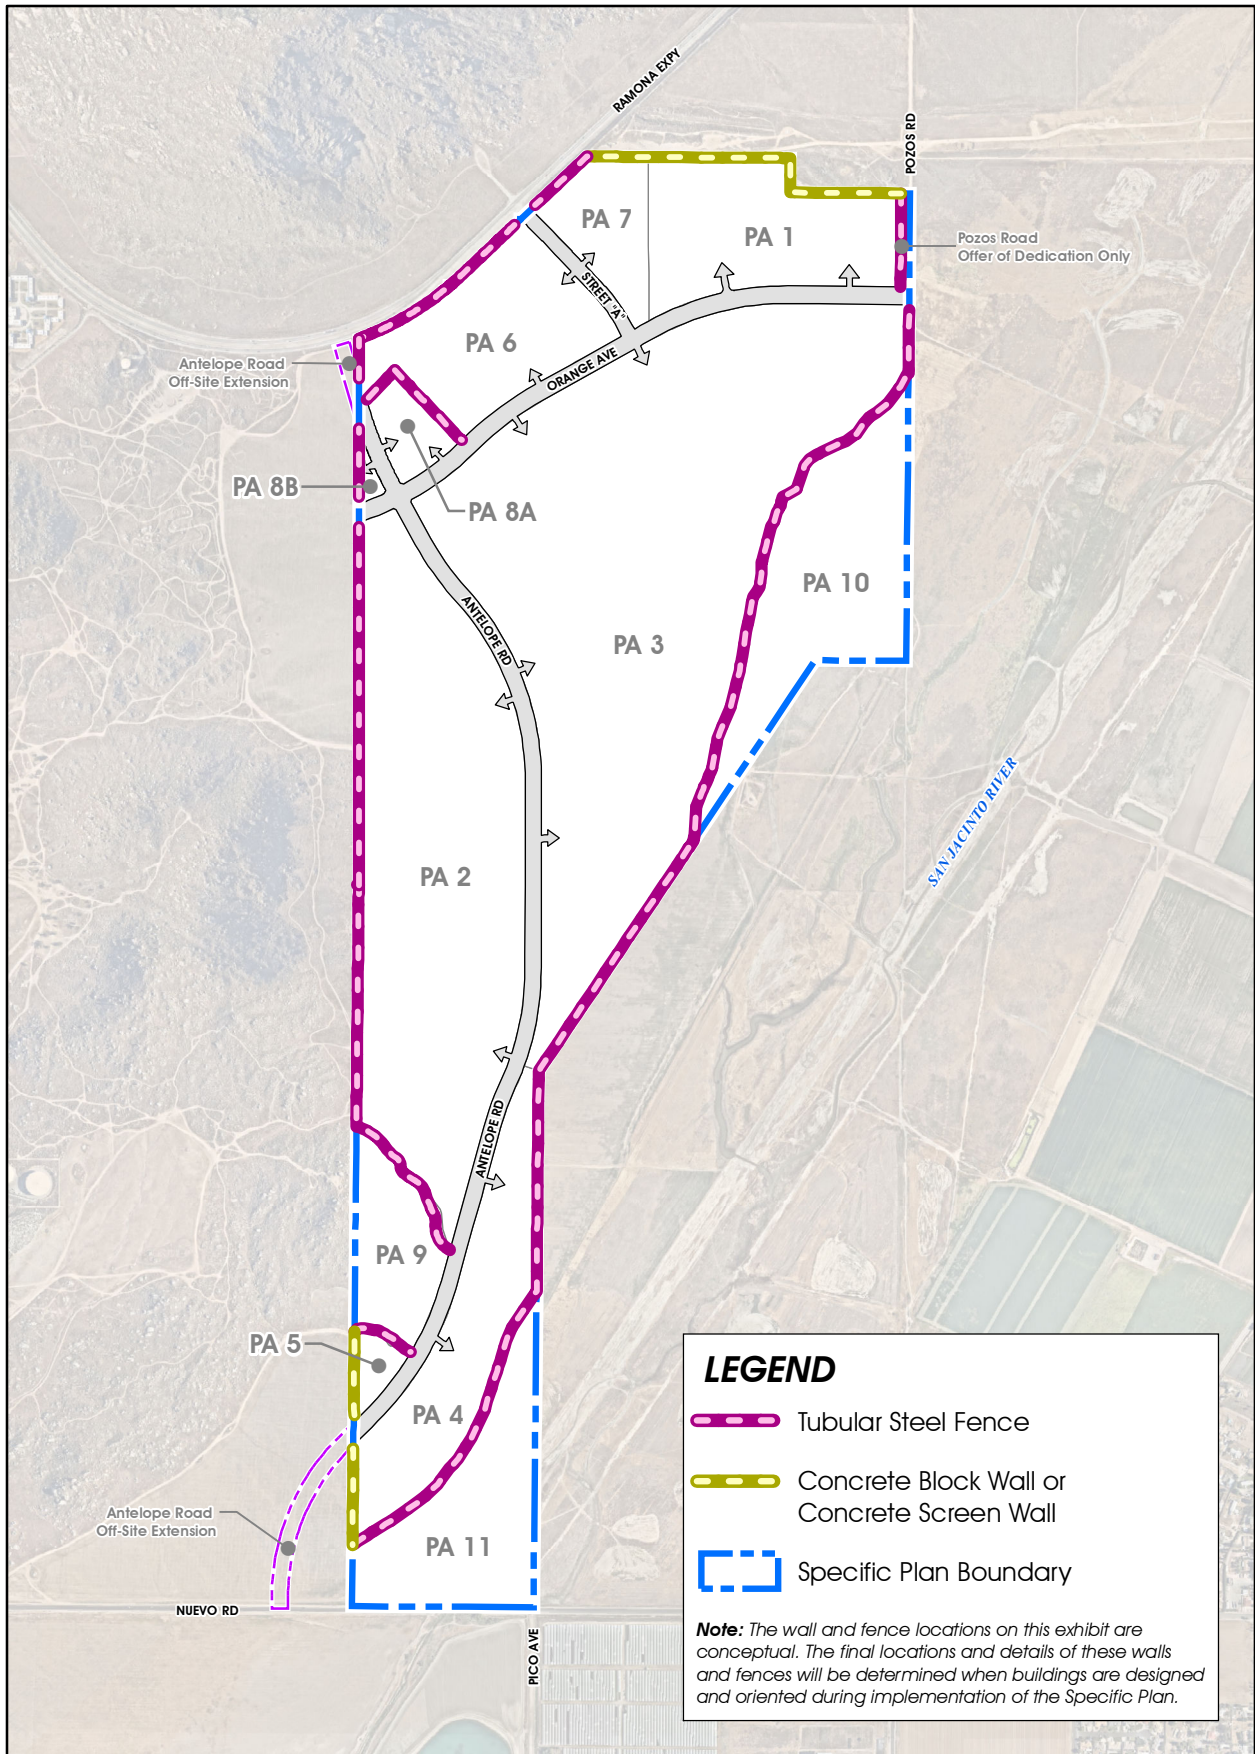 RAMONA EXPY
POZOS RD
PA 7
PA 1
Pozos Road
Offer of Dedication Only
STREET "A"
PA 6
Antelope Road
Off-Site Extension
ORANGE AVE
PA 8B
PA 8A
PA 10
ANTELOPE RD
PA 3
SAN JACINTO RIVER
PA 2
ANTELOPE RD
PA 9
PA 5
PA 4
Antelope Road
Off-Site Extension
PA 11
NUEVO RD
PICO AVE
LEGEND
Tubular Steel Fence
Concrete Block Wall or
Concrete Screen Wall
Specific Plan Boundary
Note: The wall and fence locations on this exhibit are
conceptual. The final locations and details of these walls
and fences will be determined when buildings are designed
and oriented during implementation of the Specific Plan.